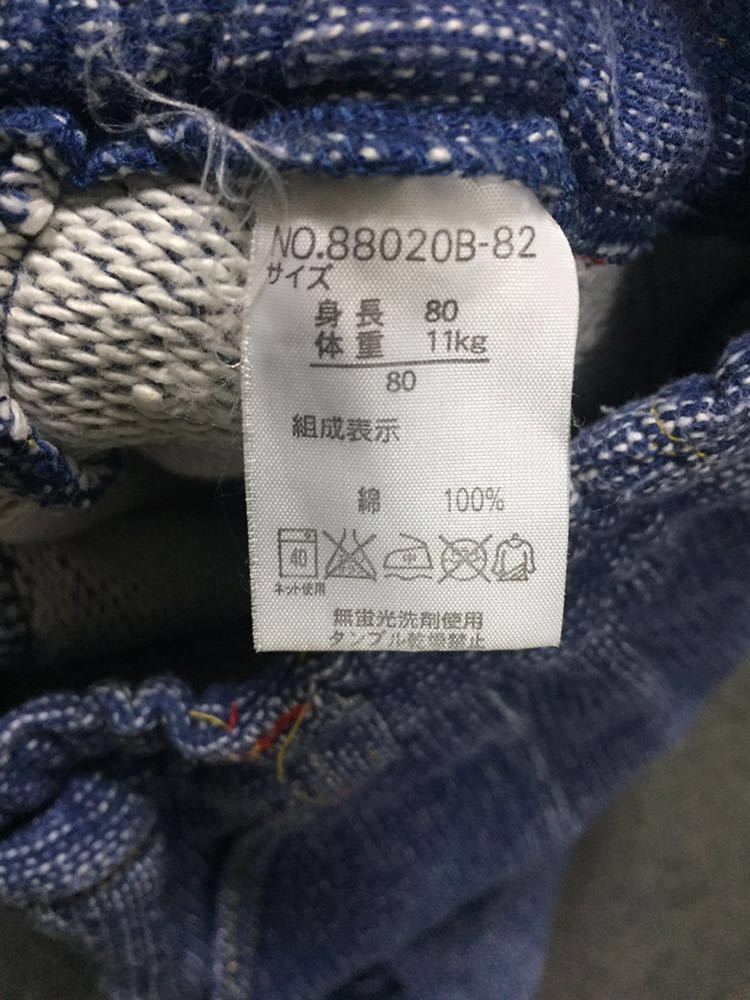 NO.88020B-82
サイズ
身長 80
体重 11kg
80
組成表示
綿 100%
40 中
ネット使用
無蛍光洗剤使用
タンブル乾燥禁止